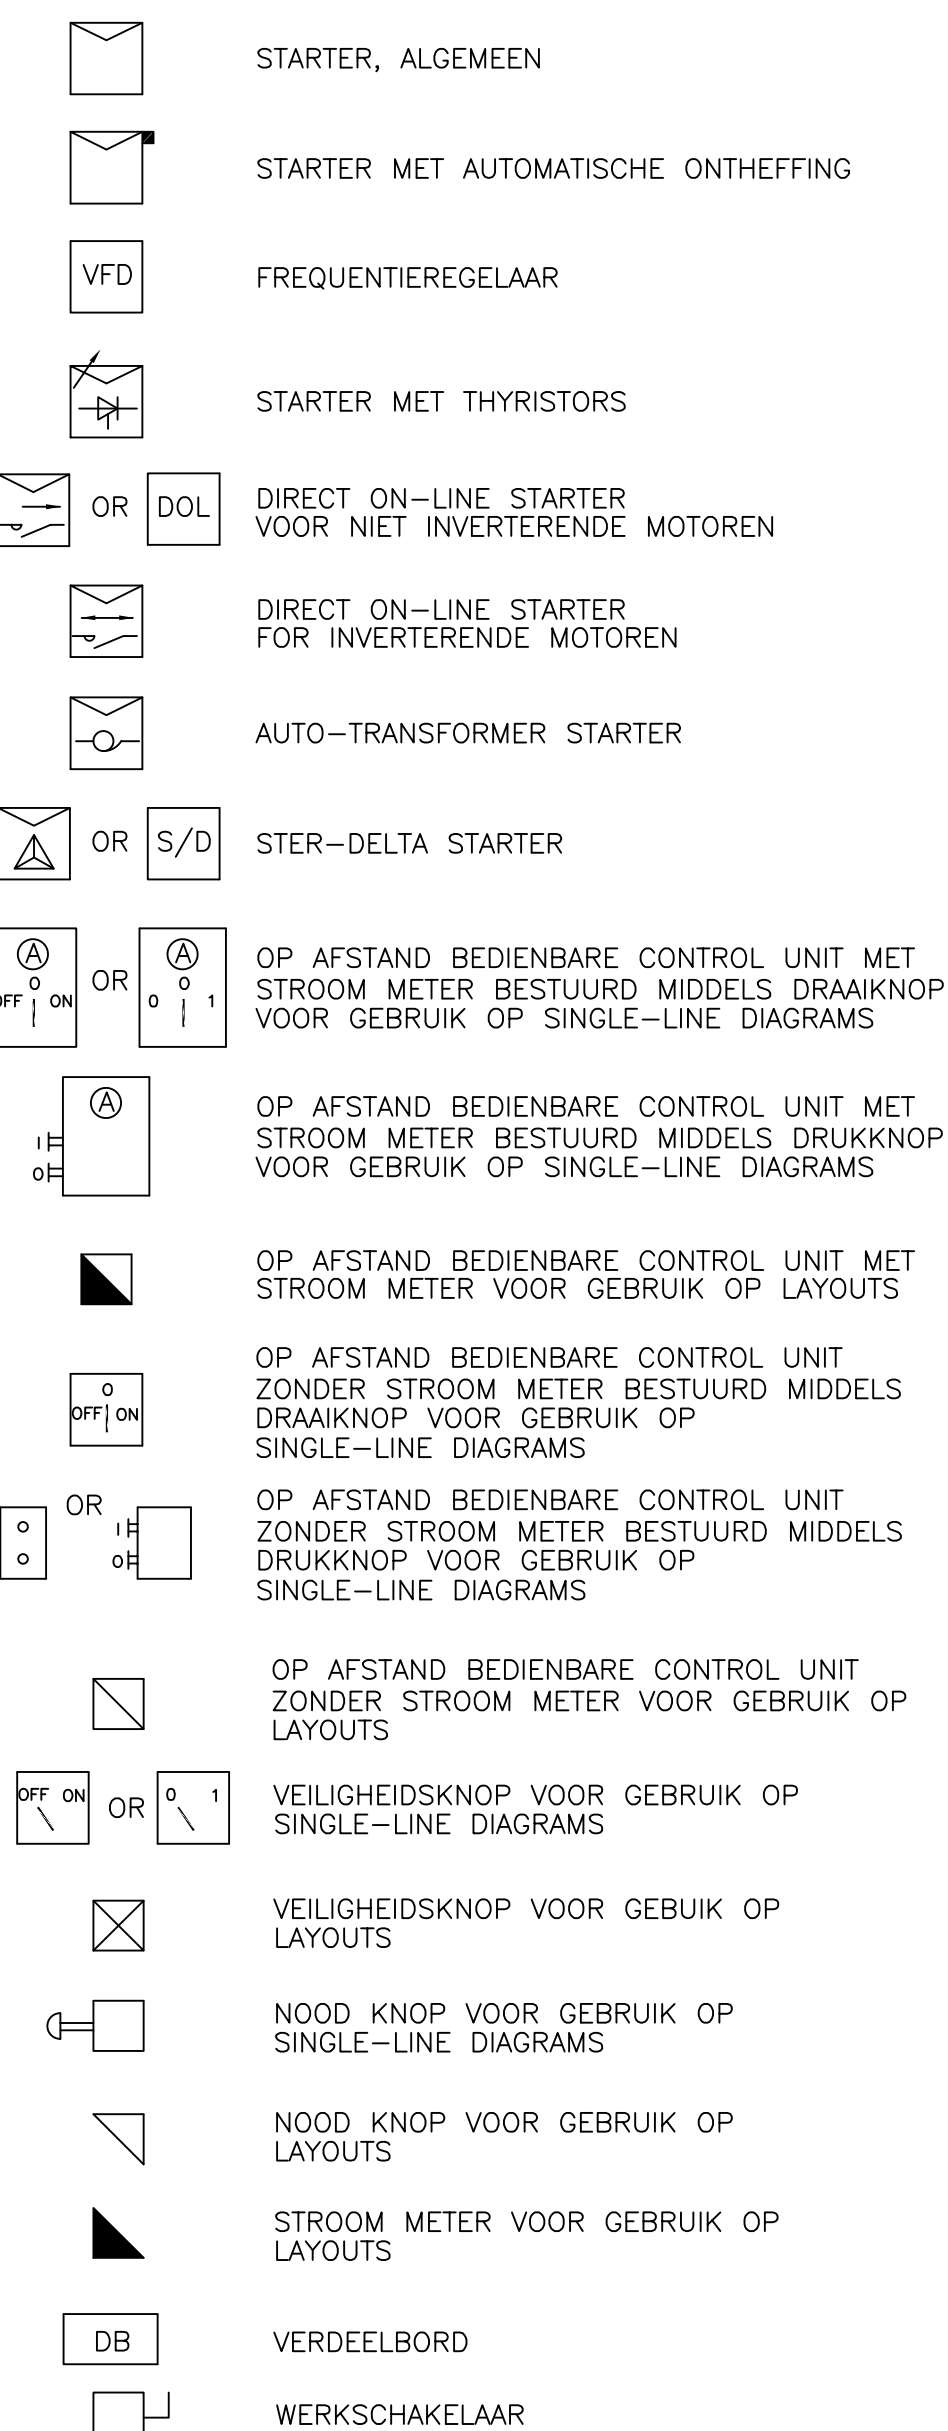 STARTER, ALGEMEEN
STARTER MET AUTOMATISCHE ONTHEFFING
VFD
FREQUENTIEREGELAAR
STARTER MET THYRISTORS
OR DOL
DIRECT ON-LINE STARTER
VOOR NIET INVERTERENDE MOTOREN
DIRECT ON-LINE STARTER
FOR INVERTERENDE MOTOREN
AUTO-TRANSFORMER STARTER
OR S/D
STER-DELTA STARTER
A
0
OFF ON
OR
A
0
0 1
OP AFSTAND BEDIENBARE CONTROL UNIT MET
STROOM METER BESTUURD MIDDELS DRAAIKNOP
VOOR GEBRUIK OP SINGLE-LINE DIAGRAMS
A
I
0
OP AFSTAND BEDIENBARE CONTROL UNIT MET
STROOM METER BESTUURD MIDDELS DRUKKNOP
VOOR GEBRUIK OP SINGLE-LINE DIAGRAMS
OP AFSTAND BEDIENBARE CONTROL UNIT MET
STROOM METER VOOR GEBRUIK OP LAYOUTS
0
OFF ON
OP AFSTAND BEDIENBARE CONTROL UNIT
ZONDER STROOM METER BESTUURD MIDDELS
DRAAIKNOP VOOR GEBRUIK OP
SINGLE-LINE DIAGRAMS
OR
I
0
OP AFSTAND BEDIENBARE CONTROL UNIT
ZONDER STROOM METER BESTUURD MIDDELS
DRUKKNOP VOOR GEBRUIK OP
SINGLE-LINE DIAGRAMS
OP AFSTAND BEDIENBARE CONTROL UNIT
ZONDER STROOM METER VOOR GEBRUIK OP
LAYOUTS
OFF ON
OR
0 1
VEILIGHEIDSKNOP VOOR GEBRUIK OP
SINGLE-LINE DIAGRAMS
VEILIGHEIDSKNOP VOOR GEBUIK OP
LAYOUTS
NOOD KNOP VOOR GEBRUIK OP
SINGLE-LINE DIAGRAMS
NOOD KNOP VOOR GEBRUIK OP
LAYOUTS
STROOM METER VOOR GEBRUIK OP
LAYOUTS
DB
VERDEELBORD
WERKSCHAKELAAR